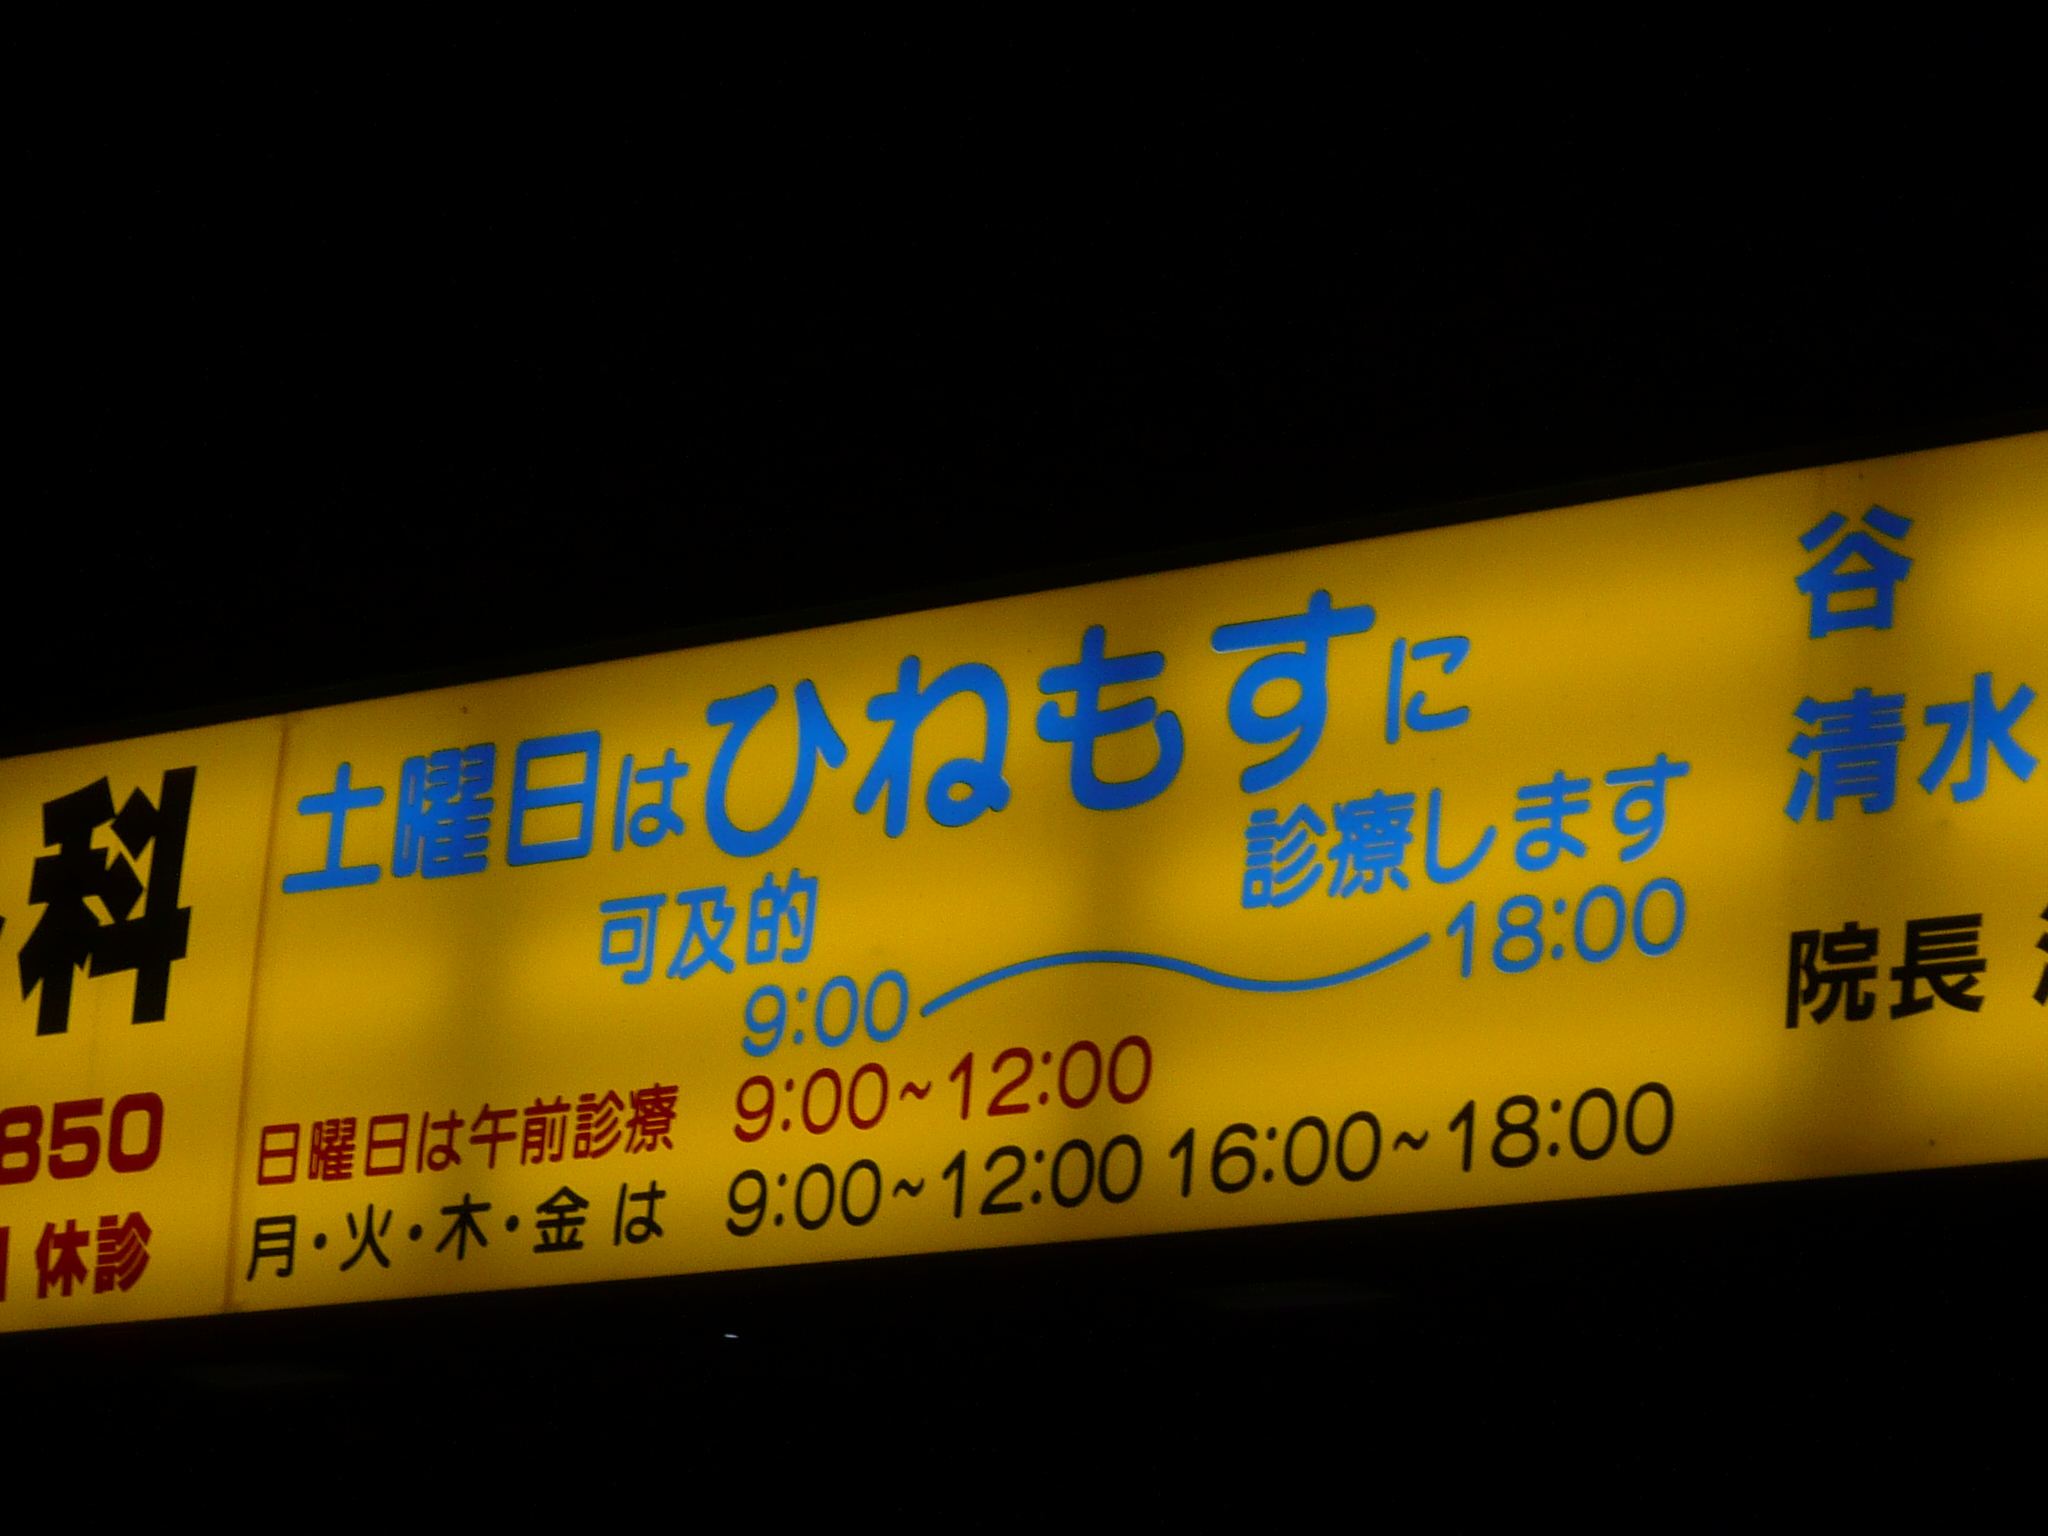 科
850
休診
土曜日はひねもすに
可及的
診療します
9:00～18:00
日曜日は午前診療 9:00~12:00
月・火・木・金は 9:00~12:00 16:00~18:00
谷
清水
院長